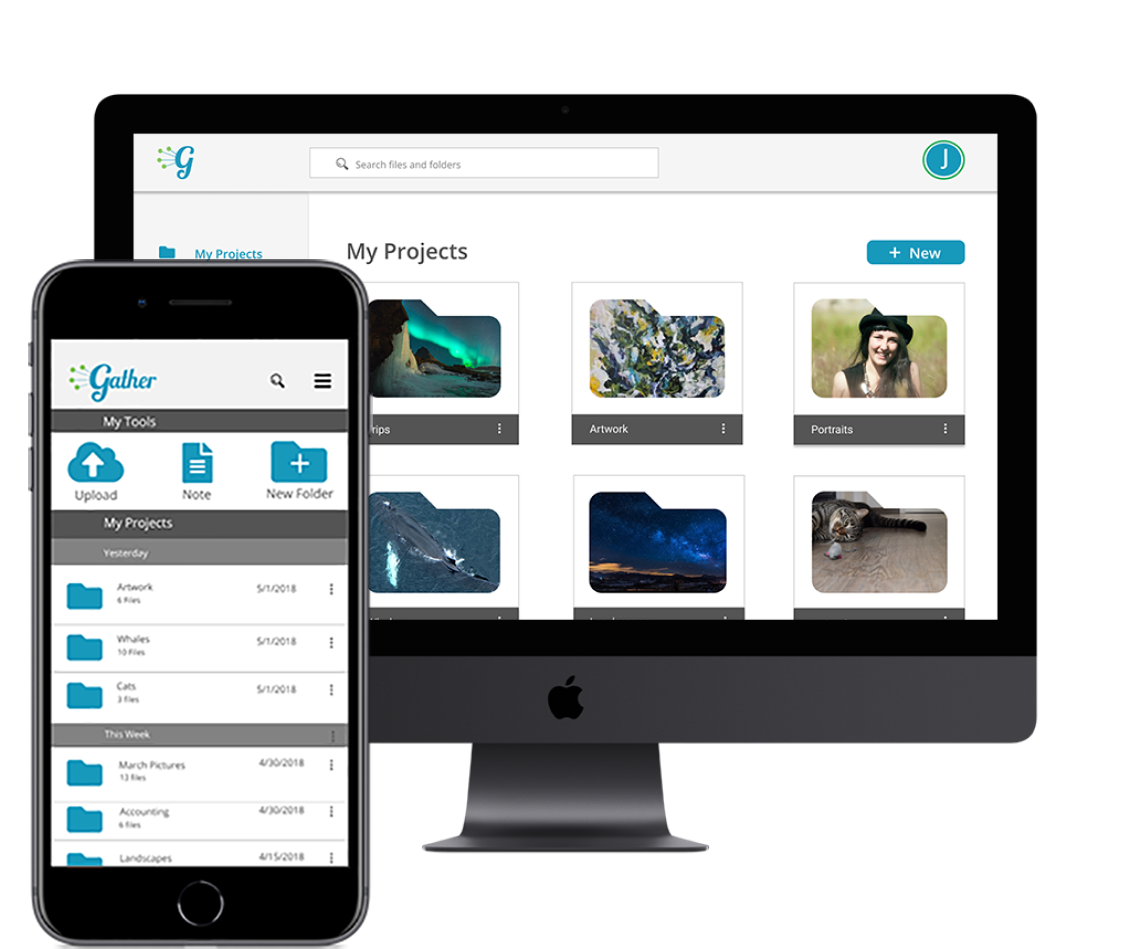 G
Search files and folders
J
My Projects
My Projects
+ New
Artwork
Portraits
Gather
My Tools
Upload
Note
New Folder
My Projects
Yesterday
Artwork
5/1/2018
6 Files
Whales
5/1/2018
10 Files
Cats
5/1/2018
3 files
This Week
March Pictures
4/30/2018
13 files
Accounting
4/30/2018
6 files
Landscapes
4/15/2018